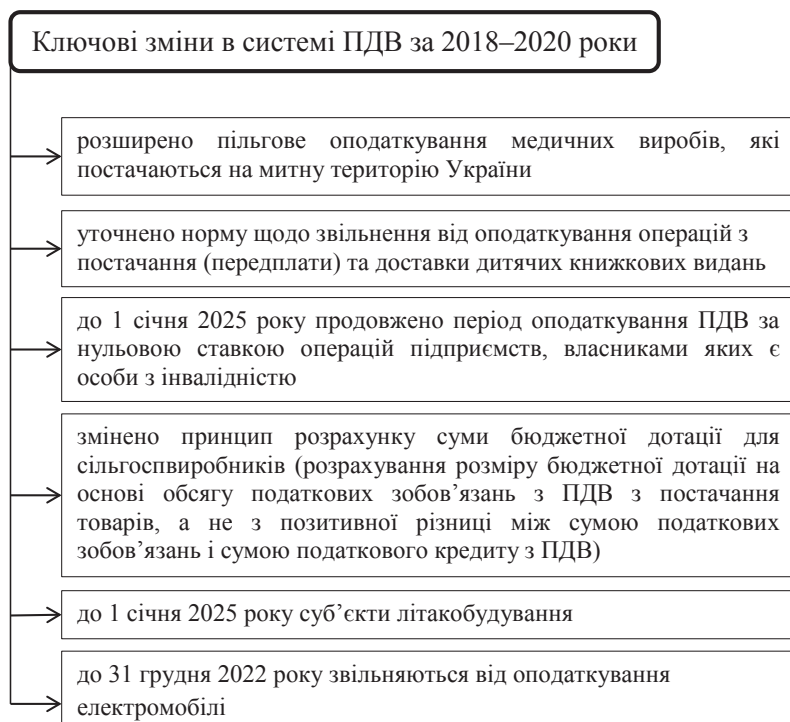 Ключові зміни в системі ПДВ за 2018–2020 роки
розширено пільгове оподаткування медичних виробів, які
постачаються на митну територію України
уточнено норму щодо звільнення від оподаткування операцій з
постачання (передплати) та доставки дитячих книжкових видань
до 1 січня 2025 року продовжено період оподаткування ПДВ за
нульовою ставкою операцій підприємств, власниками яких є
особи з інвалідністю
змінено принцип розрахунку суми бюджетної дотації для
сільгоспвиробників (розрахування розміру бюджетної дотації на
основі обсягу податкових зобов’язань з ПДВ з постачання
товарів, а не з позитивної різниці між сумою податкових
зобов’язань і сумою податкового кредиту з ПДВ)
до 1 січня 2025 року суб’єкти літакобудування
до 31 грудня 2022 року звільняються від оподаткування
електромобілі